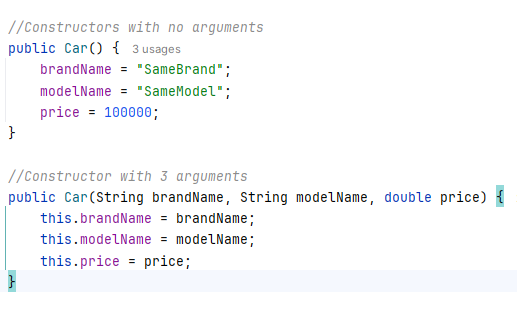 //Constructors with no arguments
public Car() { 3 usages
    brandName = "SameBrand";
    modelName = "SameModel";
    price = 100000;
}
//Constructor with 3 arguments
public Car(String brandName, String modelName, double price) {
    this.brandName = brandName;
    this.modelName = modelName;
    this.price = price;
}